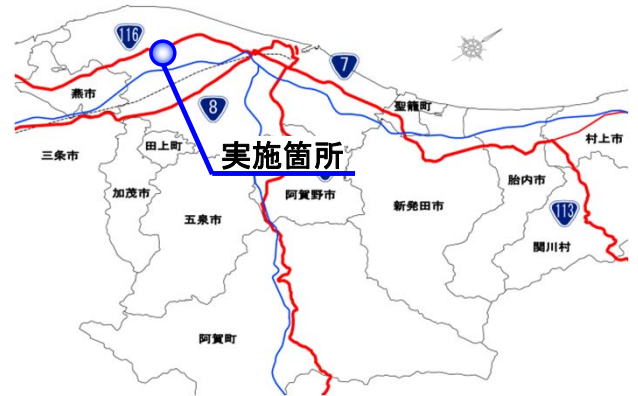 116
7
8
燕市
聖籠町
三条市
田上町
実施箇所
村上市
加茂市
五泉市
阿賀野市
新発田市
胎内市
113
関川村
阿賀町